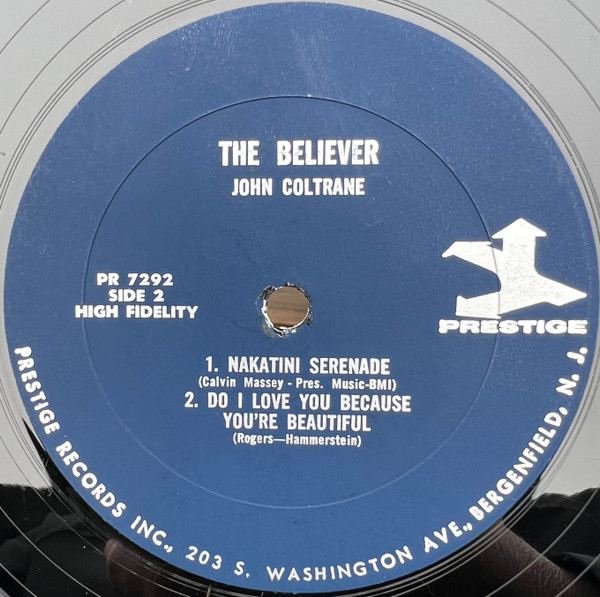 THE BELIEVER
JOHN COLTRANE
PR 7292
SIDE 2
HIGH FIDELITY
PRESTIGE
1. NAKATINI SERENADE
(Calvin Massey - Pres. Music-BMI)
2. DO I LOVE YOU BECAUSE
YOU'RE BEAUTIFUL
(Rogers—Hammerstein)
PRESTIGE RECORDS INC., 203 S. WASHINGTON AVE., BERGENFIELD, N. J.